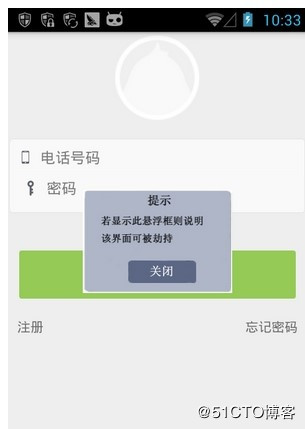 10:33
电话号码
密码
提示
若显示此悬浮框则说明
该界面可被劫持
关闭
注册
忘记密码
@51CTO博客